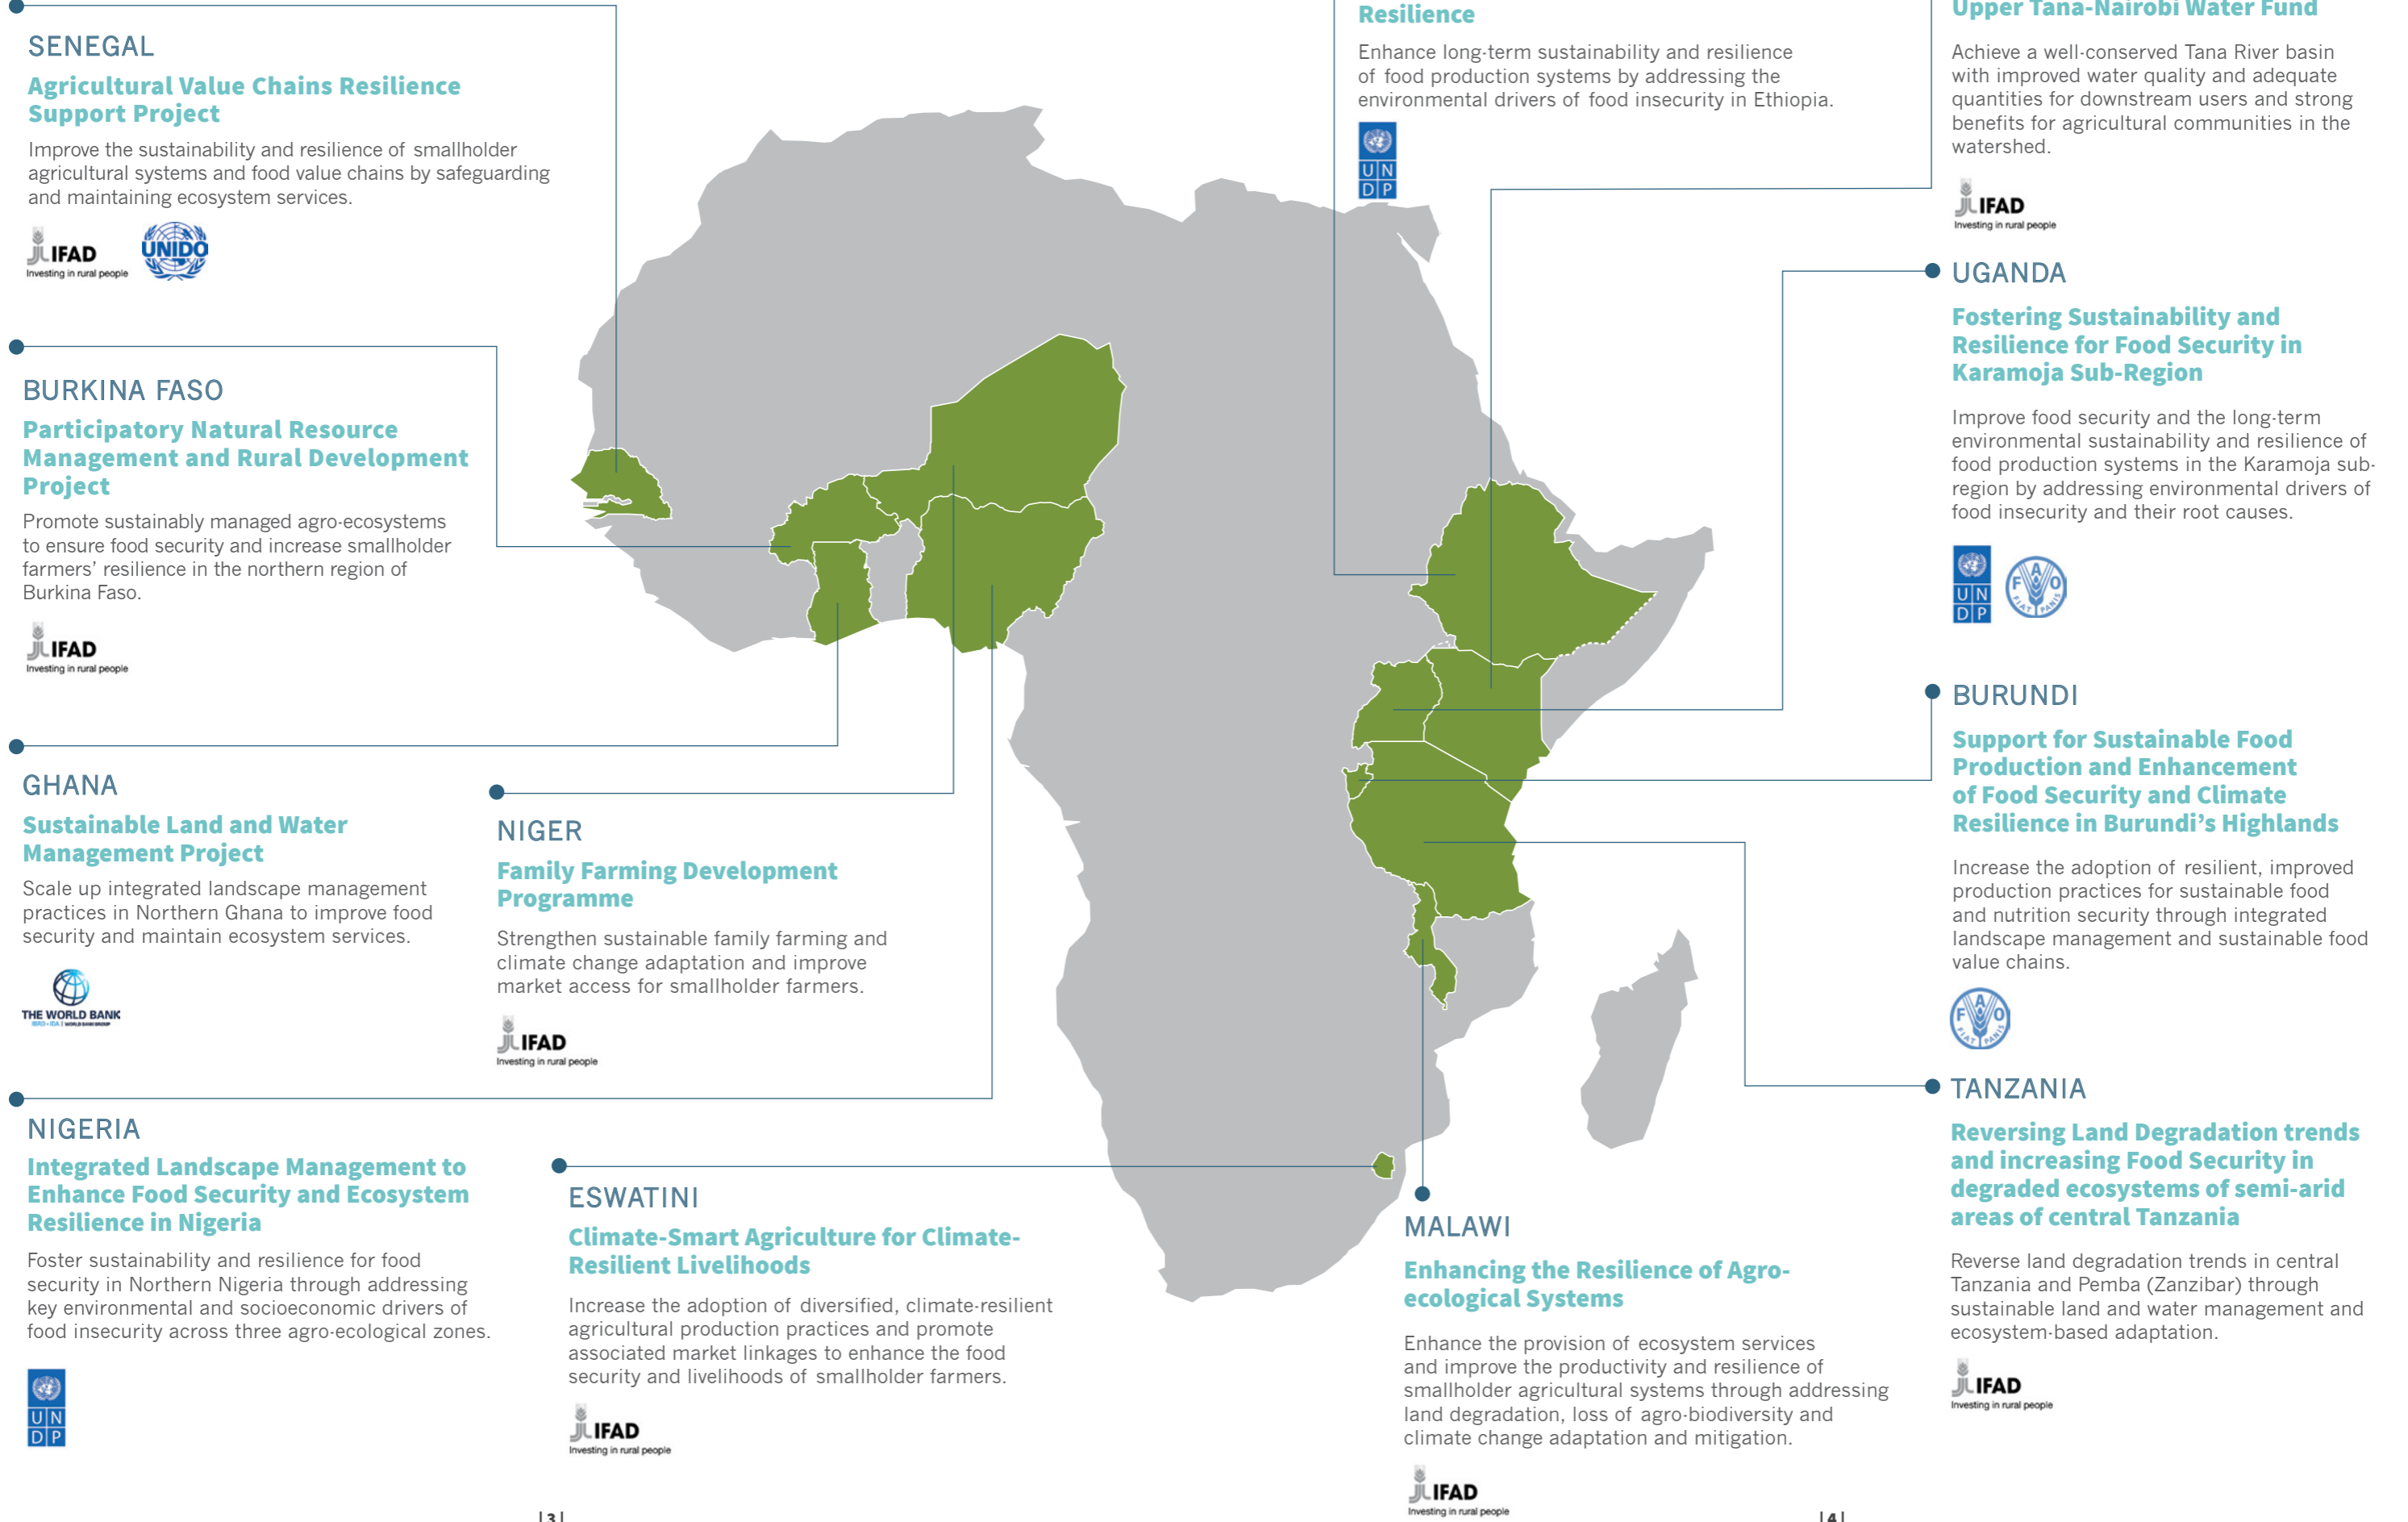 SENEGAL
Agricultural Value Chains Resilience
Support Project
Improve the sustainability and resilience of smallholder
agricultural systems and food value chains by safeguarding
and maintaining ecosystem services.
IFAD
Investing in rural people
UNIDO
BURKINA FASO
Participatory Natural Resource
Management and Rural Development
Project
Promote sustainably managed agro-ecosystems
to ensure food security and increase smallholder
farmers’ resilience in the northern region of
Burkina Faso.
IFAD
Investing in rural people
GHANA
Sustainable Land and Water
Management Project
Scale up integrated landscape management
practices in Northern Ghana to improve food
security and maintain ecosystem services.
THE WORLD BANK
IBRD • IDA | WORLD BANK GROUP
NIGER
Family Farming Development
Programme
Strengthen sustainable family farming and
climate change adaptation and improve
market access for smallholder farmers.
IFAD
Investing in rural people
NIGERIA
Integrated Landscape Management to
Enhance Food Security and Ecosystem
Resilience in Nigeria
Foster sustainability and resilience for food
security in Northern Nigeria through addressing
key environmental and socioeconomic drivers of
food insecurity across three agro-ecological zones.
UN
DP
ESWATINI
Climate-Smart Agriculture for Climate-
Resilient Livelihoods
Increase the adoption of diversified, climate-resilient
agricultural production practices and promote
associated market linkages to enhance the food
security and livelihoods of smallholder farmers.
IFAD
Investing in rural people
| 3 |
Resilience
Enhance long-term sustainability and resilience
of food production systems by addressing the
environmental drivers of food insecurity in Ethiopia.
UN
DP
Upper Tana-Nairobi Water Fund
Achieve a well-conserved Tana River basin
with improved water quality and adequate
quantities for downstream users and strong
benefits for agricultural communities in the
watershed.
IFAD
Investing in rural people
UGANDA
Fostering Sustainability and
Resilience for Food Security in
Karamoja Sub-Region
Improve food security and the long-term
environmental sustainability and resilience of
food production systems in the Karamoja sub-
region by addressing environmental drivers of
food insecurity and their root causes.
UN
DP
FAO
FIAT PANIS
BURUNDI
Support for Sustainable Food
Production and Enhancement
of Food Security and Climate
Resilience in Burundi’s Highlands
Increase the adoption of resilient, improved
production practices for sustainable food
and nutrition security through integrated
landscape management and sustainable food
value chains.
FAO
FIAT PANIS
TANZANIA
Reversing Land Degradation trends
and increasing Food Security in
degraded ecosystems of semi-arid
areas of central Tanzania
Reverse land degradation trends in central
Tanzania and Pemba (Zanzibar) through
sustainable land and water management and
ecosystem-based adaptation.
IFAD
Investing in rural people
MALAWI
Enhancing the Resilience of Agro-
ecological Systems
Enhance the provision of ecosystem services
and improve the productivity and resilience of
smallholder agricultural systems through addressing
land degradation, loss of agro-biodiversity and
climate change adaptation and mitigation.
IFAD
Investing in rural people
| 4 |